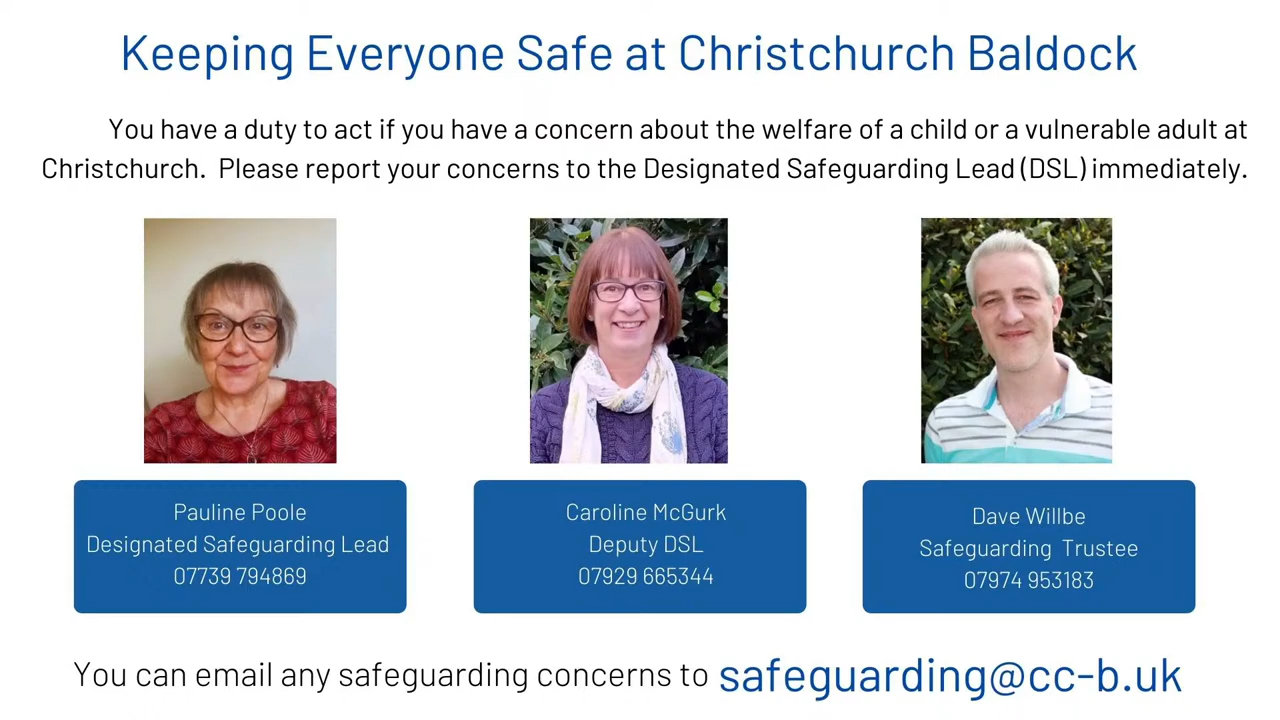 Keeping Everyone Safe at Christchurch Baldock
You have a duty to act if you have a concern about the welfare of a child or a vulnerable adult at
Christchurch.  Please report your concerns to the Designated Safeguarding Lead (DSL) immediately.
Pauline Poole
Designated Safeguarding Lead
07739 794869
Caroline McGurk
Deputy DSL
07929 665344
Dave Willbe
Safeguarding  Trustee
07974 953183
You can email any safeguarding concerns to safeguarding@cc-b.uk